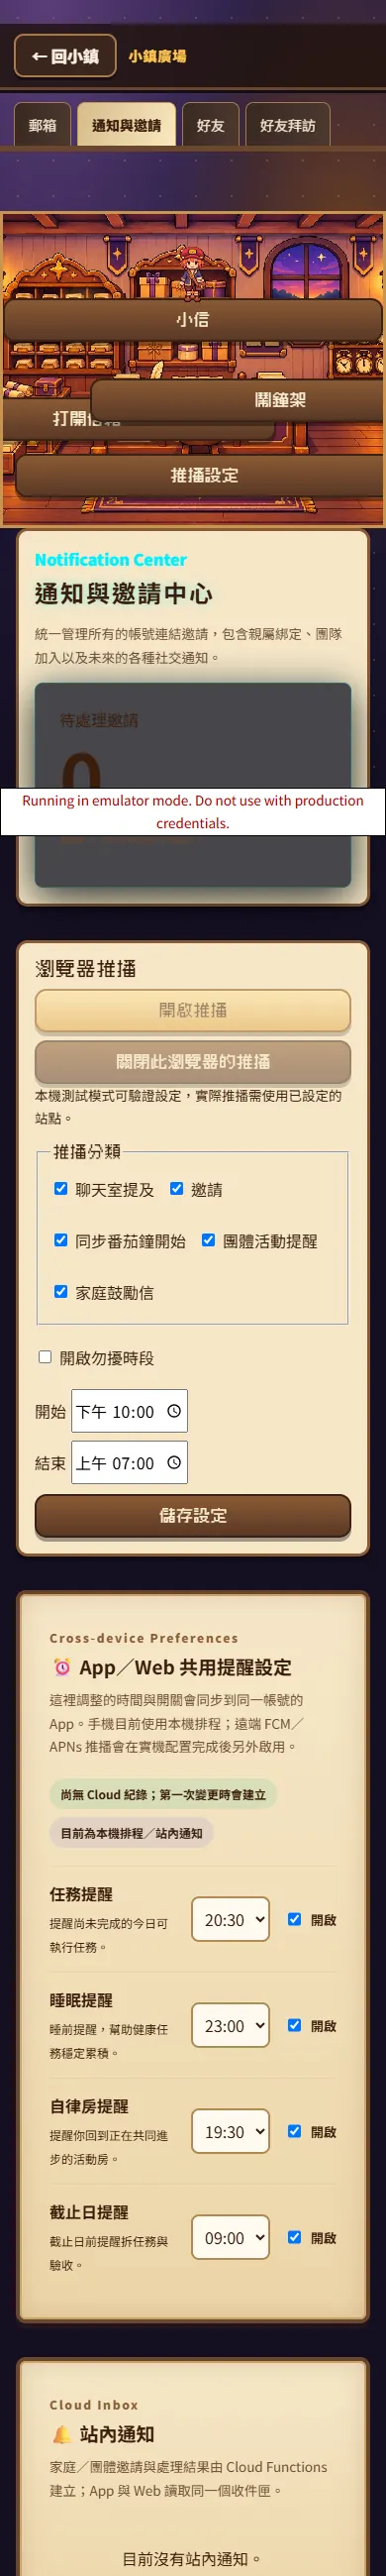 ← 回小鎮
小鎮廣場
郵箱
通知與邀請
好友
好友拜訪
小信
鬧鐘架
打開信箱
推播設定
Notification Center
通知與邀請中心
統一管理所有的帳號連結邀請，包含親屬綁定、團隊
加入以及未來的各種社交通知。
待處理邀請
0
Running in emulator mode. Do not use with production
credentials.
瀏覽器推播
開啟推播
關閉此瀏覽器的推播
本機測試模式可驗證設定，實際推播需使用已設定的
站點。
推播分類
聊天室提及
邀請
同步番茄鐘開始
團體活動提醒
家庭鼓勵信
開啟勿擾時段
開始 下午 10:00
結束 上午 07:00
儲存設定
Cross-device Preferences
⏰ App／Web 共用提醒設定
這裡調整的時間與開關會同步到同一帳號的
App。手機目前使用本機排程；遠端 FCM／
APNs 推播會在實機配置完成後另外啟用。
尚無 Cloud 紀錄；第一次變更時會建立
目前為本機排程／站內通知
任務提醒
提醒尚未完成的今日可
執行任務。
20:30
開啟
睡眠提醒
睡前提醒，幫助健康任
務穩定累積。
23:00
開啟
自律房提醒
提醒你回到正在共同進
步的活動房。
19:30
開啟
截止日提醒
截止日前提醒拆任務與
驗收。
09:00
開啟
Cloud Inbox
🔔 站內通知
家庭／團體邀請與處理結果由 Cloud Functions
建立；App 與 Web 讀取同一個收件匣。
目前沒有站內通知。